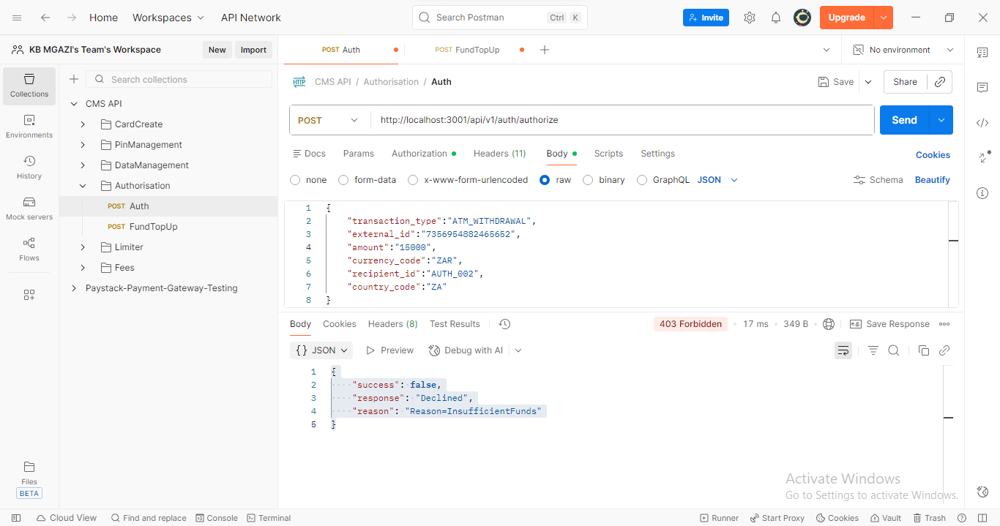 Home Workspaces API Network Search Postman Ctrl K Invite Upgrade
KB MGAZI's Team's Workspace New Import POST Auth POST FundTopUp No environment
Collections
Environments
History
Mock servers
Flows
Files
BETA
Search collections
CMS API
CardCreate
PinManagement
DataManagement
Authorisation
POST Auth
POST FundTopUp
Limiter
Fees
Paystack-Payment-Gateway-Testing
HTTP CMS API / Authorisation / Auth Save Share
POST http://localhost:3001/api/v1/auth/authorize Send
Docs Params Authorization Headers (11) Body Scripts Settings Cookies
none form-data x-www-form-urlencoded raw binary GraphQL JSON Schema Beautify
1 {
2 "transaction_type":"ATM_WITHDRAWAL",
3 "external_id":"7356954882465652",
4 "amount":"15000",
5 "currency_code":"ZAR",
6 "recipient_id":"AUTH_002",
7 "country_code":"ZA"
8 }
Body Cookies Headers (8) Test Results 403 Forbidden 17 ms 349 B e.g. Save Response
{} JSON Preview Debug with AI
1 {
2 "success": false,
3 "response": "Declined",
4 "reason": "Reason=InsufficientFunds"
5 }
Activate Windows
Go to Settings to activate Windows.
Cloud View Find and replace Console Terminal Runner Start Proxy Cookies Vault Trash